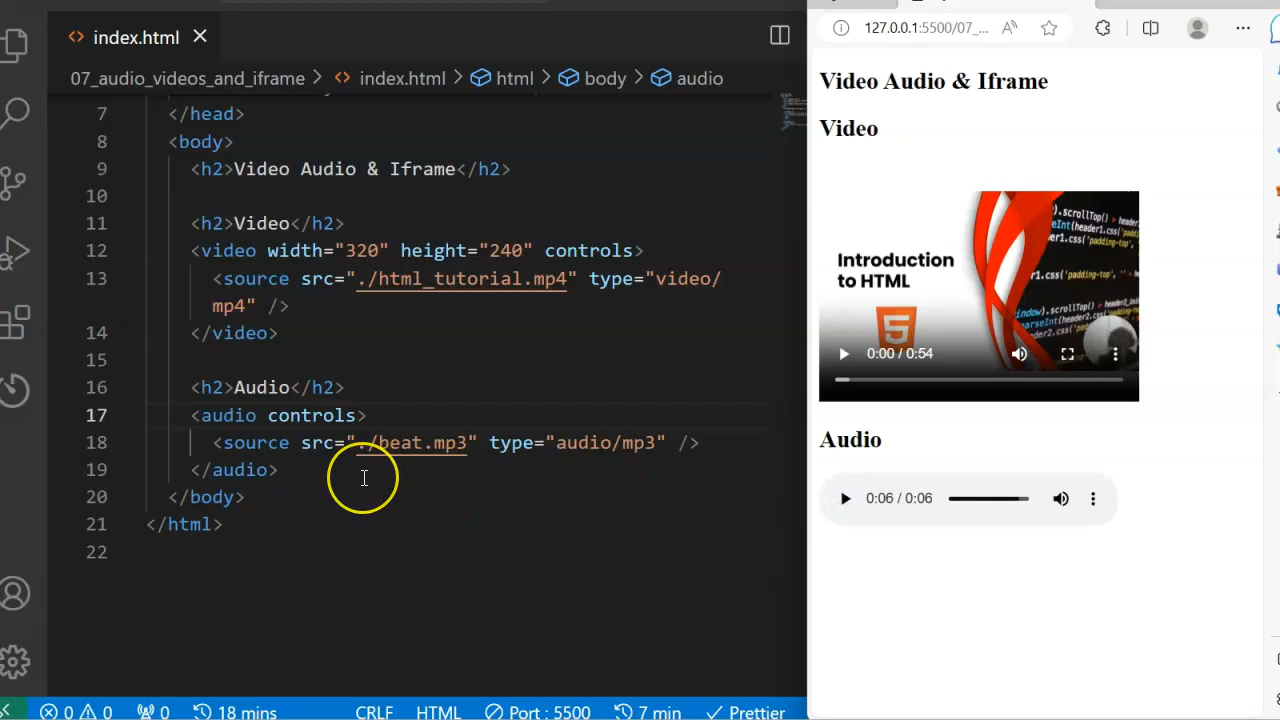 index.html
07_audio_videos_and_iframe > index.html > html > body > audio
7 </head>
8 <body>
9 <h2>Video Audio & Iframe</h2>
10
11 <h2>Video</h2>
12 <video width="320" height="240" controls>
13 <source src="./html_tutorial.mp4" type="video/
mp4" />
14 </video>
15
16 <h2>Audio</h2>
17 <audio controls>
18 <source src="./beat.mp3" type="audio/mp3" />
19 </audio>
20 </body>
21 </html>
22
0 0 0 18 mins CRLF HTML Port : 5500 7 min Prettier
127.0.0.1:5500/07_...
Video Audio & Iframe
Video
Introduction
to HTML
5
0:00 / 0:54
Audio
0:06 / 0:06